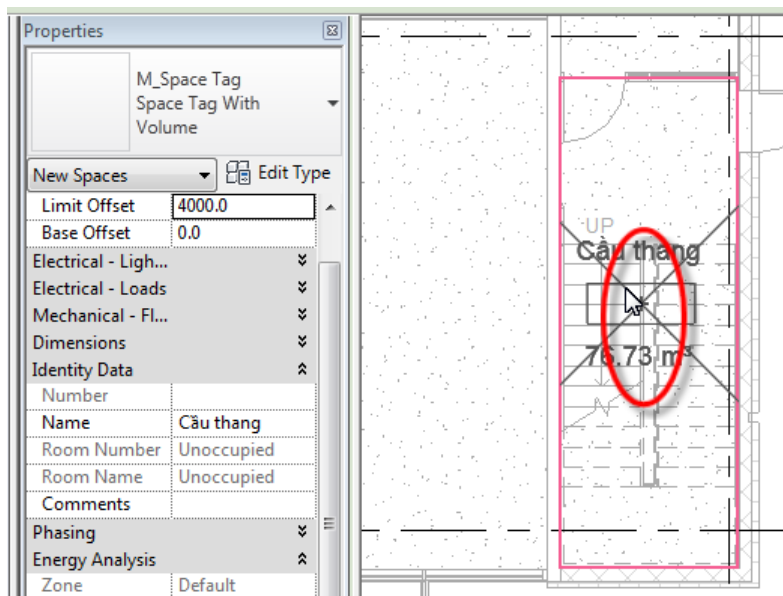 Properties
M_Space Tag
Space Tag With
Volume
New Spaces
Edit Type
Limit Offset 4000.0
Base Offset 0.0
Electrical - Ligh...
Electrical - Loads
Mechanical - Fl...
Dimensions
Identity Data
Number
Name Cầu thang
Room Number Unoccupied
Room Name Unoccupied
Comments
Phasing
Energy Analysis
Zone Default
UP
Cầu thang
76.73 m³